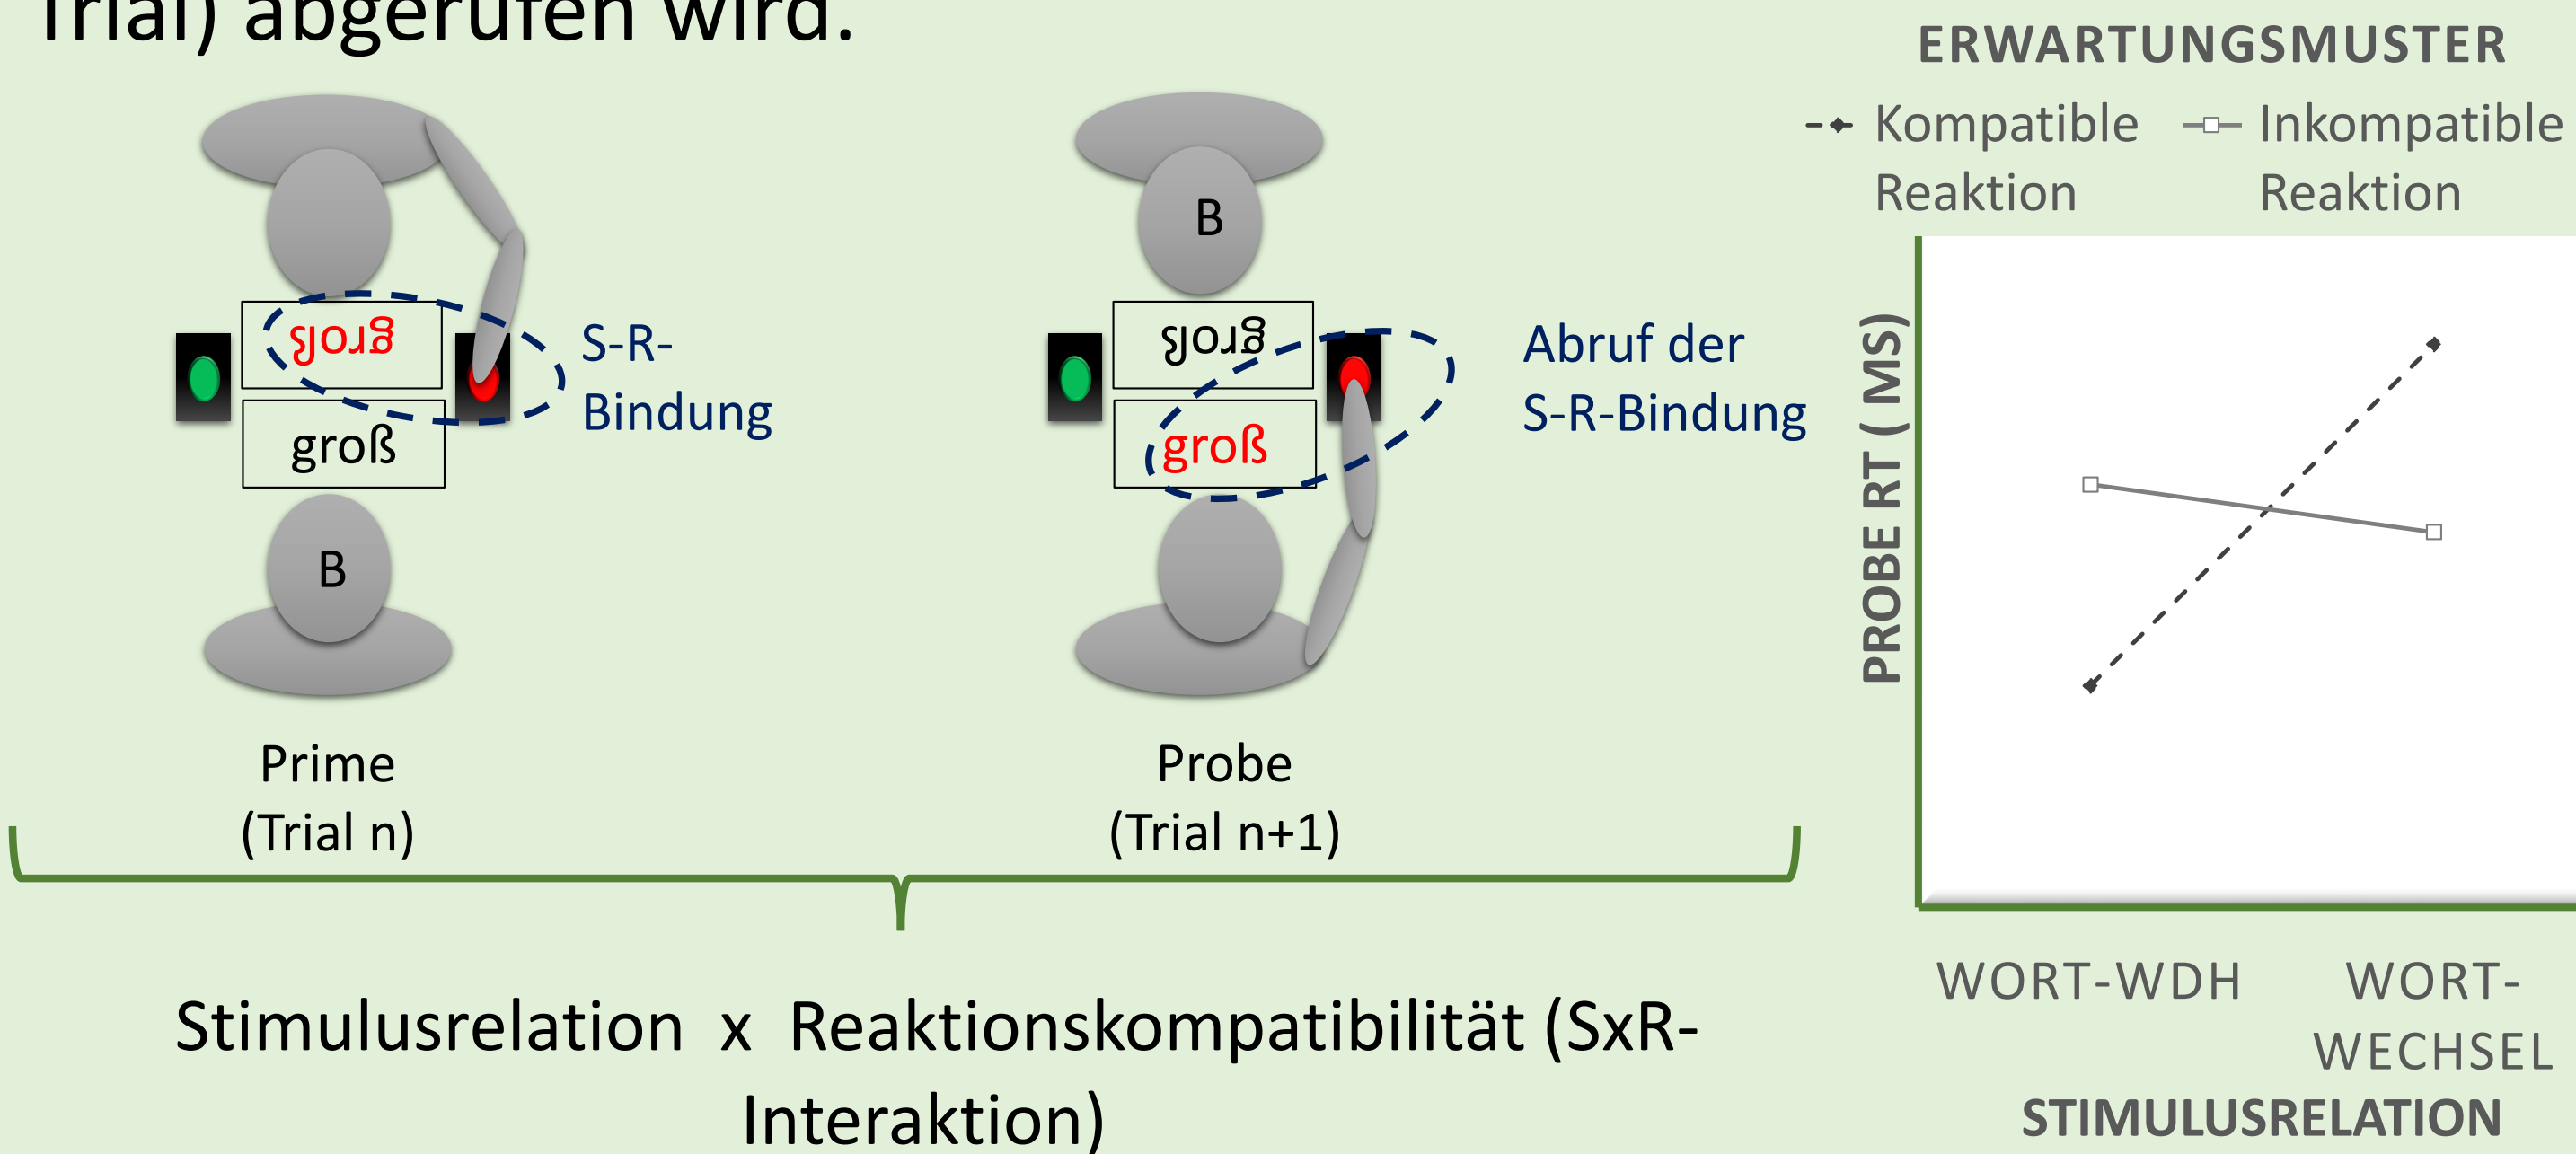 Trial) abgerufen wird.
groß
groß
B
S-R-
Bindung
Prime
(Trial n)
B
groß
groß
Abruf der
S-R-Bindung
Probe
(Trial n+1)
Stimulusrelation x Reaktionskompatibilität (SxR-
Interaktion)
ERWARTUNGSMUSTER
Kompatible
Reaktion
Inkompatible
Reaktion
PROBE RT ( MS)
WORT-WDH
WORT-
WECHSEL
STIMULUSRELATION